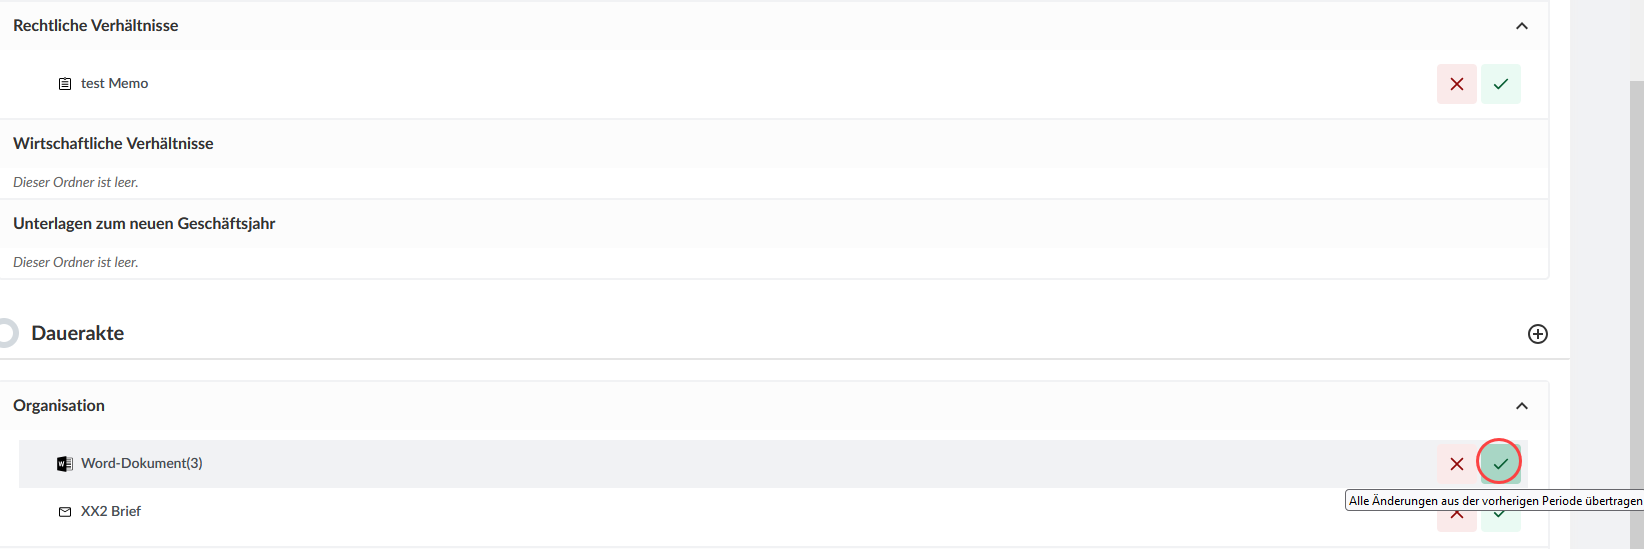 Rechtliche Verhältnisse
test Memo
Wirtschaftliche Verhältnisse
Dieser Ordner ist leer.
Unterlagen zum neuen Geschäftsjahr
Dieser Ordner ist leer.
Dauerakte
Organisation
Word-Dokument(3)
Alle Änderungen aus der vorherigen Periode übertragen
XX2 Brief